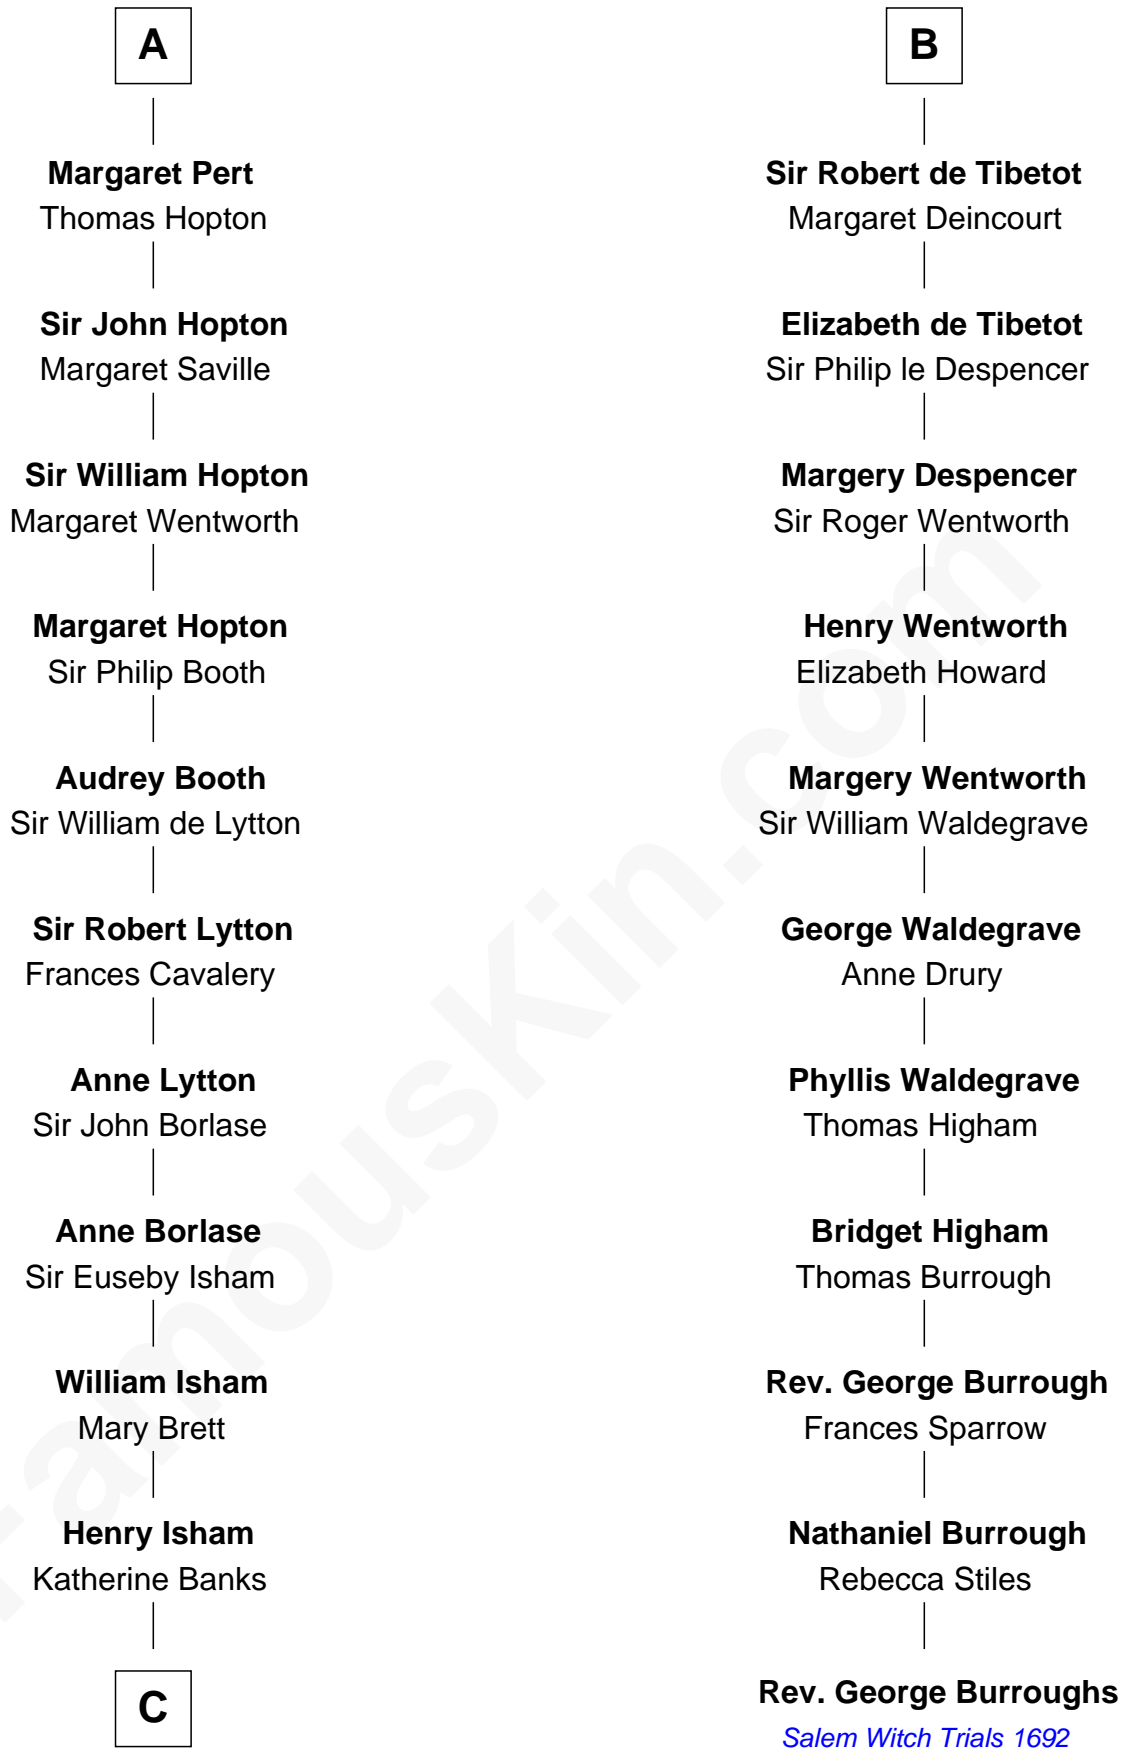 A
Margaret Pert
Thomas Hopton
Sir John Hopton
Margaret Saville
Sir William Hopton
Margaret Wentworth
Margaret Hopton
Sir Philip Booth
Audrey Booth
Sir William de Lytton
Sir Robert Lytton
Frances Cavalery
Anne Lytton
Sir John Borlase
Anne Borlase
Sir Euseby Isham
William Isham
Mary Brett
Henry Isham
Katherine Banks
C
B
Sir Robert de Tibetot
Margaret Deincourt
Elizabeth de Tibetot
Sir Philip le Despencer
Margery Despencer
Sir Roger Wentworth
Henry Wentworth
Elizabeth Howard
Margery Wentworth
Sir William Waldegrave
George Waldegrave
Anne Drury
Phyllis Waldegrave
Thomas Higham
Bridget Higham
Thomas Burrough
Rev. George Burrough
Frances Sparrow
Nathaniel Burrough
Rebecca Stiles
Rev. George Burroughs
Salem Witch Trials 1692
FamousKin.com